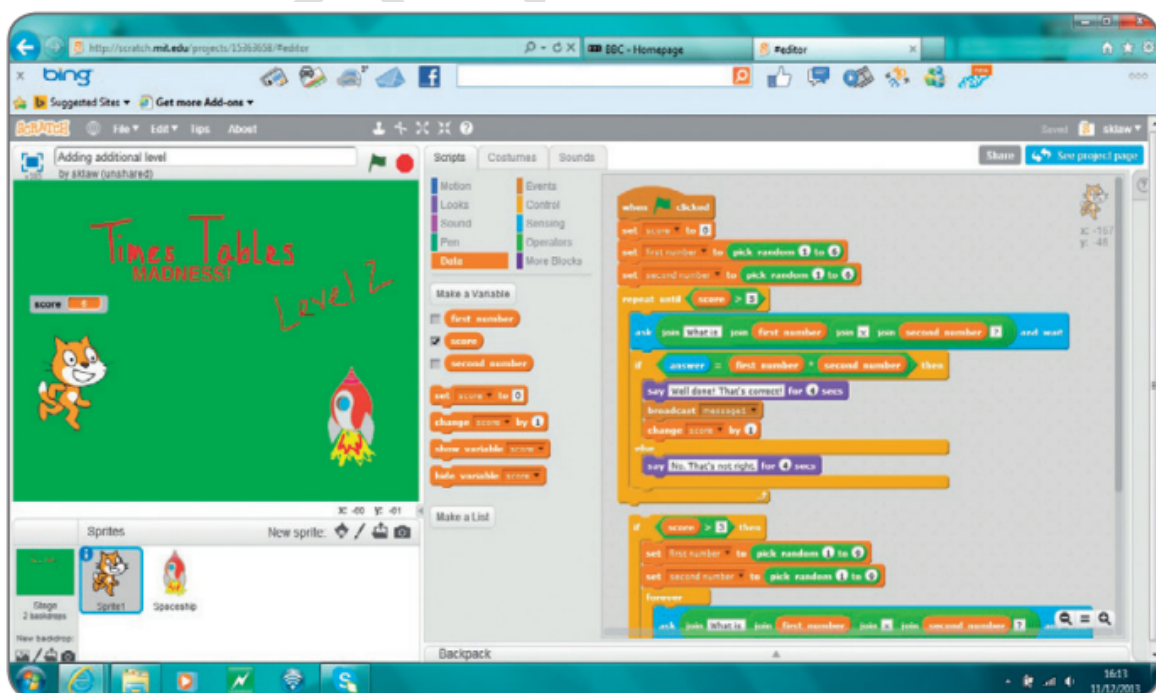 http://scratch.mit.edu/projects/15363658/#editor
BBC - Homepage
#editor
bing
new
Suggested Sites
Get more Add-ons
SCRATCH File Edit Tips About
Saved sklaw
Adding additional level
by sklaw (unshared)
Scripts Costumes Sounds
Share See project page
Times Tables
MADNESS!
Level 2
score
x: -60 y: -61
Sprites New sprite:
Stage
2 backdrops
Sprite1
Spaceship
New backdrop:
Motion Events
Looks Control
Sound Sensing
Pen Operators
Data More Blocks
Make a Variable
first number
score
second number
set score to 0
change score by 1
show variable score
hide variable score
Make a List
x: -167
y: -48
when clicked
set score to 0
set first number to pick random 1 to 6
set second number to pick random 1 to
repeat until score >
ask join What is join first number join x join second number ? and wait
if answer = first number * second number then
say Well done! That's correct! for 4 secs
broadcast message1
change score by 1
else
say No. That's not right. for 4 secs
if score > 3 then
set first number to pick random 1 to 9
set second number to pick random 1 to 9
forever
ask join What is join first number join x join second number ?
Backpack
16:13
11/12/2013